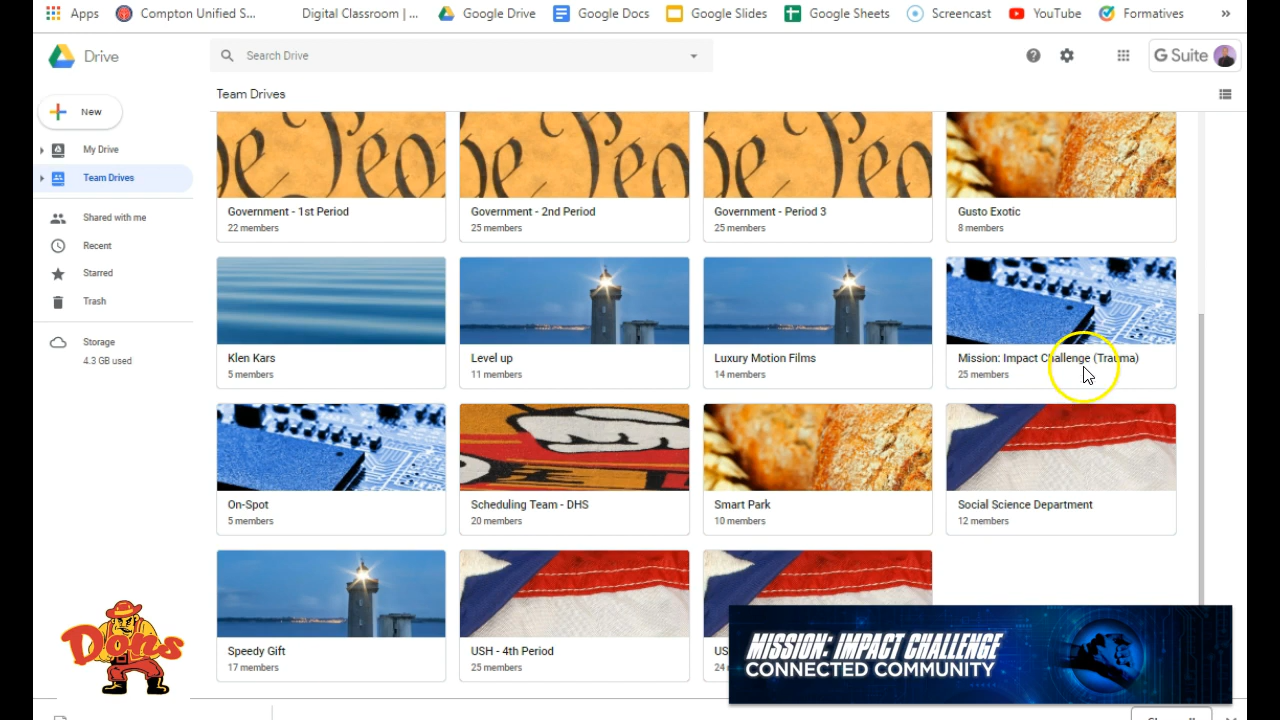 Apps Compton Unified S... Digital Classroom | ... Google Drive Google Docs Google Slides Google Sheets Screencast YouTube Formatives »
Drive Search Drive G Suite
Team Drives
New
My Drive
Team Drives
Shared with me
Recent
Starred
Trash
Storage
4.3 GB used
Government - 1st Period
22 members
Government - 2nd Period
25 members
Government - Period 3
25 members
Gusto Exotic
8 members
Klen Kars
5 members
Level up
11 members
Luxury Motion Films
14 members
Mission: Impact Challenge (Trauma)
25 members
On-Spot
5 members
Scheduling Team - DHS
20 members
Smart Park
10 members
Social Science Department
12 members
Speedy Gift
17 members
USH - 4th Period
25 members
US
24
Dons
MISSION: IMPACT CHALLENGE
CONNECTED COMMUNITY